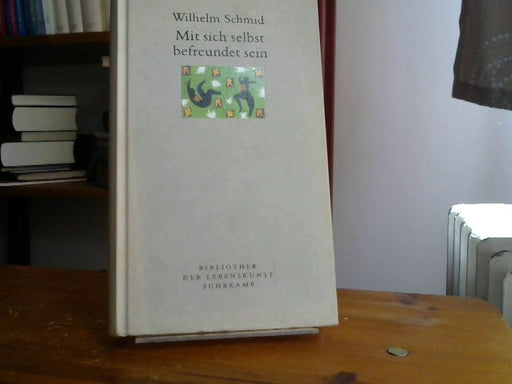 Wilhelm Schmid
Mit sich selbst
befreundet sein
BIBLIOTHEK
DER LEBENSKUNST
SUHRKAMP